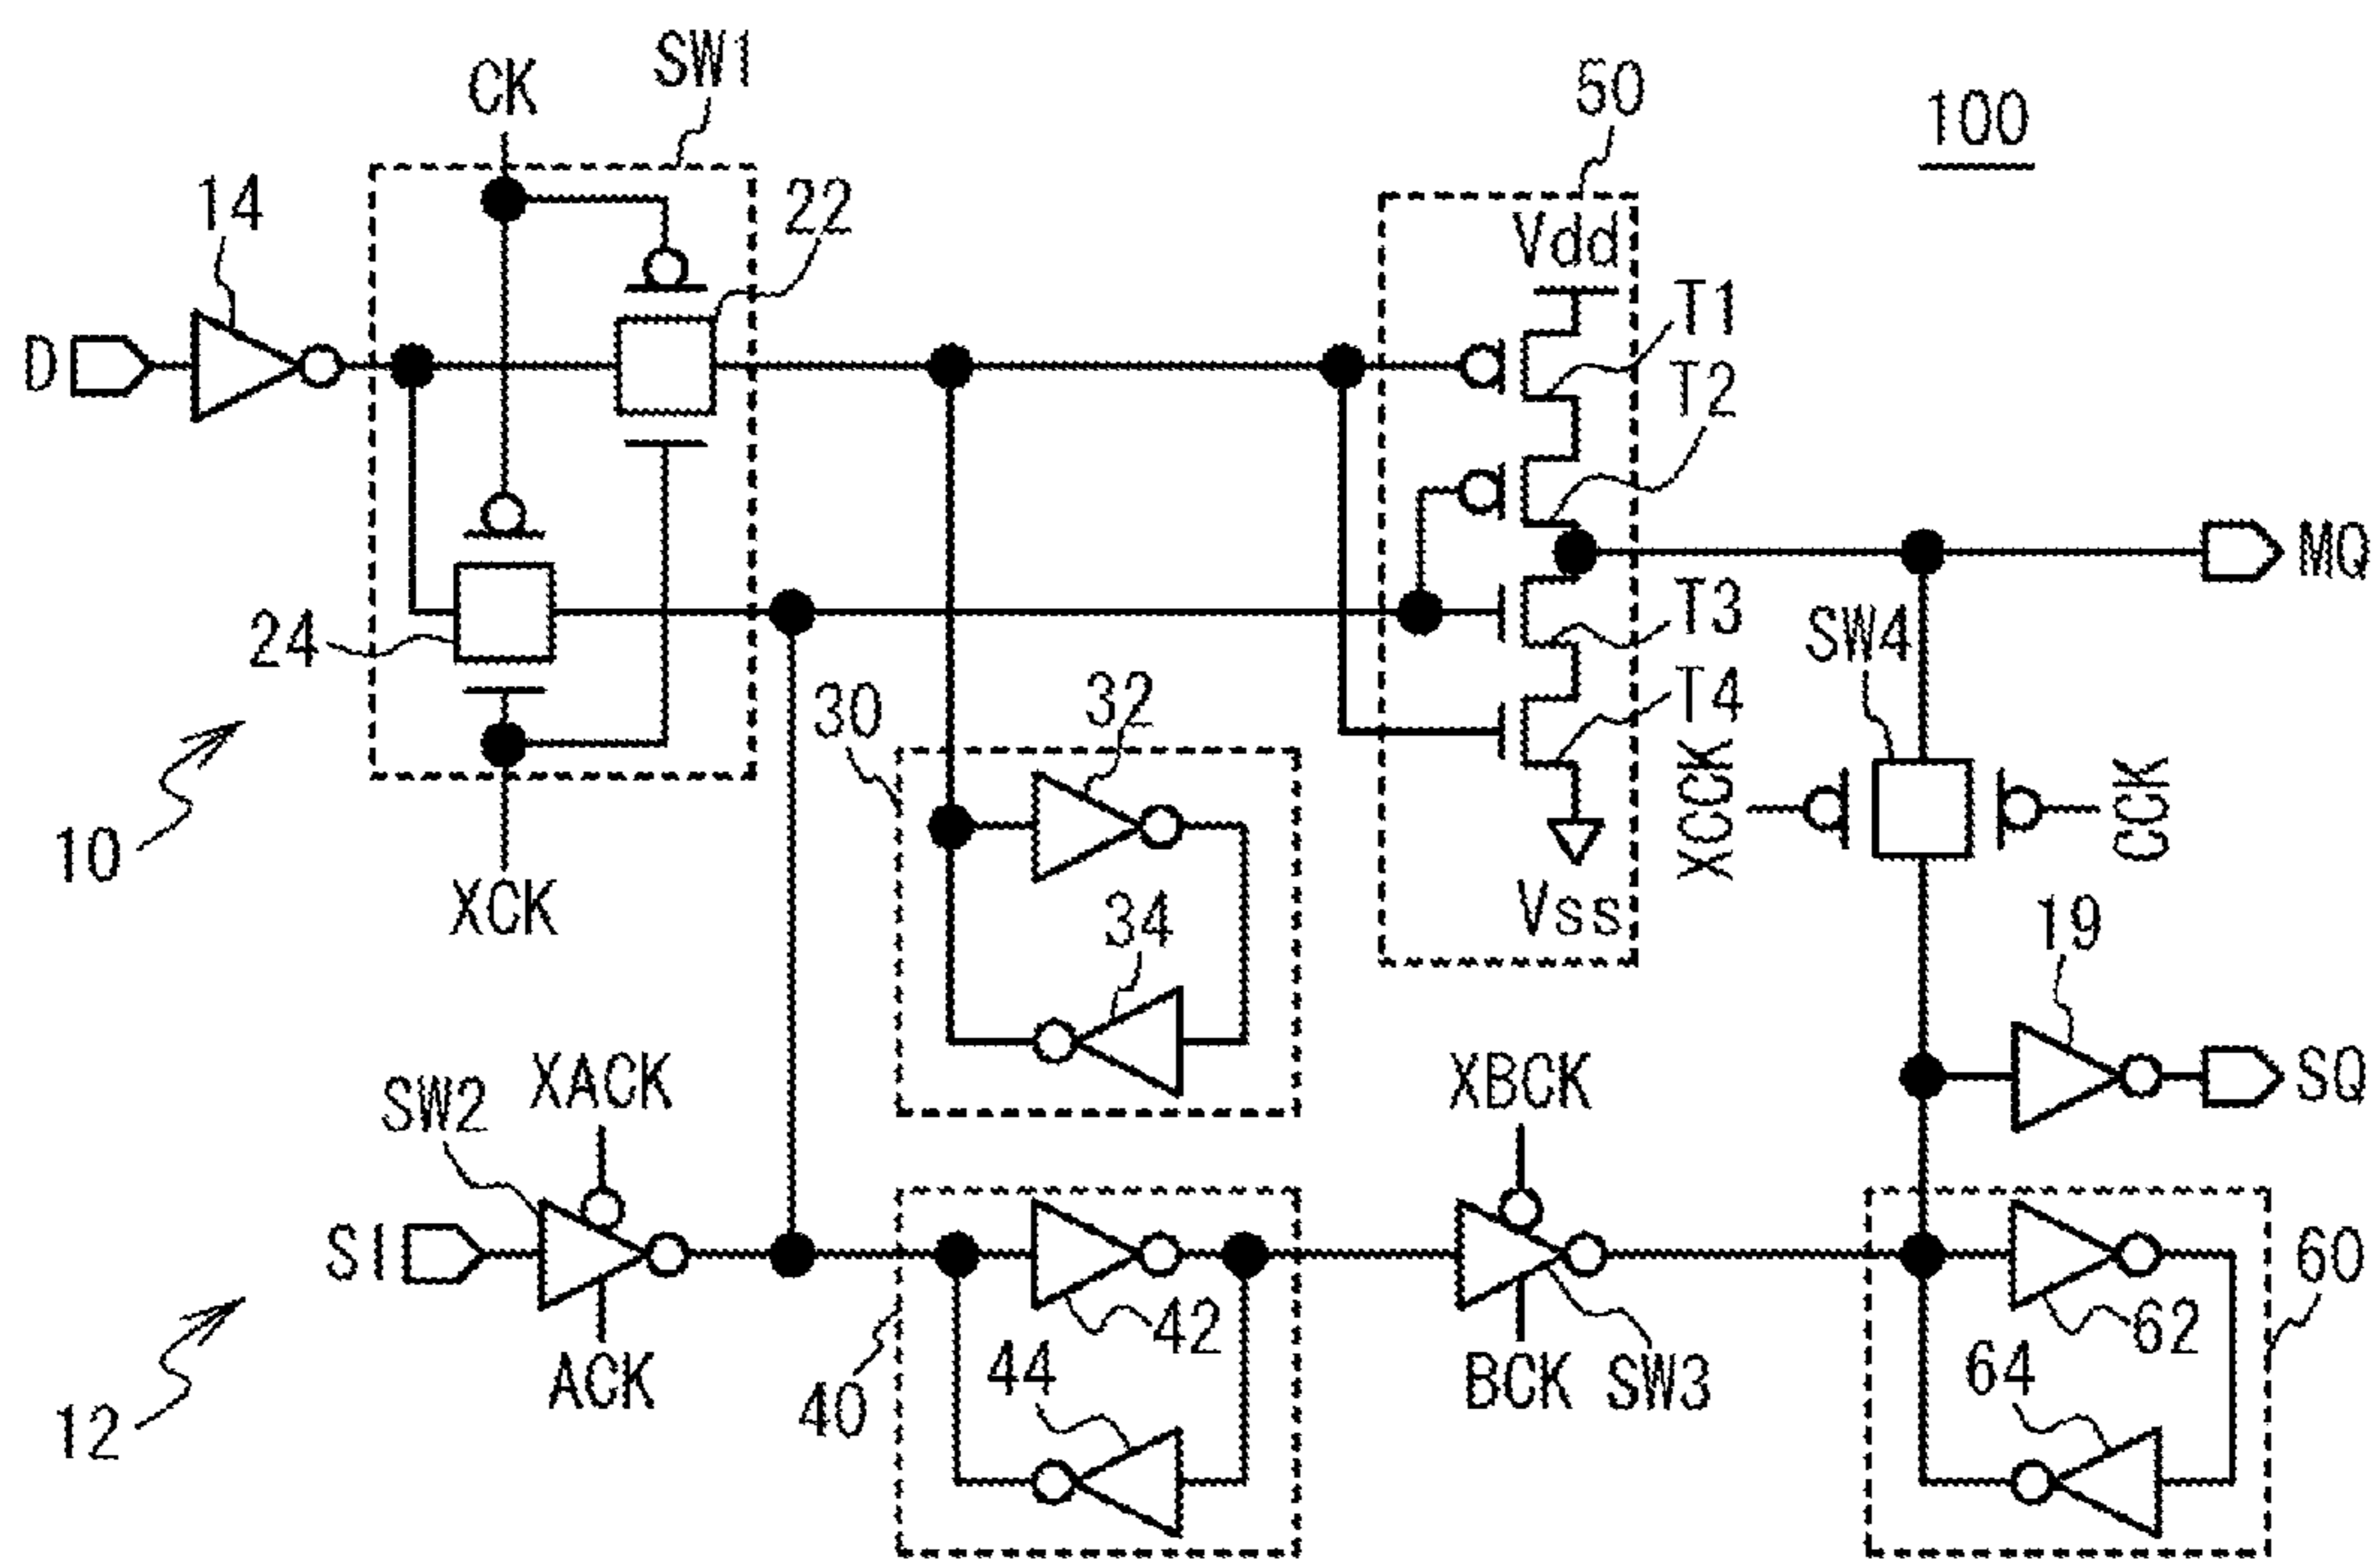 SW1
CK
50
100
14
22
Vdd
T1
D
T2
MQ
24
T3
SW4
T4
30
32
XCCK
CCK
10
XCK
34
Vss
19
XACK
XBCK
SW2
SQ
SI
60
42
62
ACK
44
BCK SW3
64
12
40